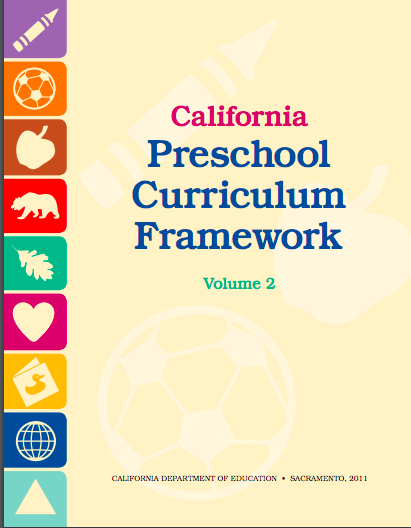 California
Preschool
Curriculum
Framework
Volume 2
CALIFORNIA DEPARTMENT OF EDUCATION • SACRAMENTO, 2011